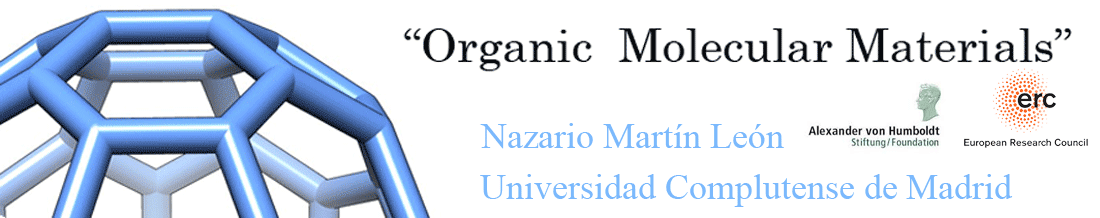 “Organic Molecular Materials”
Nazario Martín León
Universidad Complutense de Madrid
Alexander von Humboldt
Stiftung/Foundation
erc
European Research Council